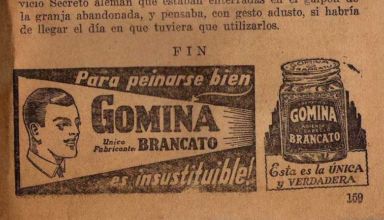 vicio Secreto alemán que estaban enterradas en el galpón de
la granja abandonada, y pensaba, con gesto adusto, si habría
de llegar el día en que tuviera que utilizarlos.
FIN
Para peinarse bien
GOMINA
Unico
Fabricante:
BRANCATO
es insustituible!
GOMINA
BRANCATO
Esta es la UNICA
y VERDADERA
159